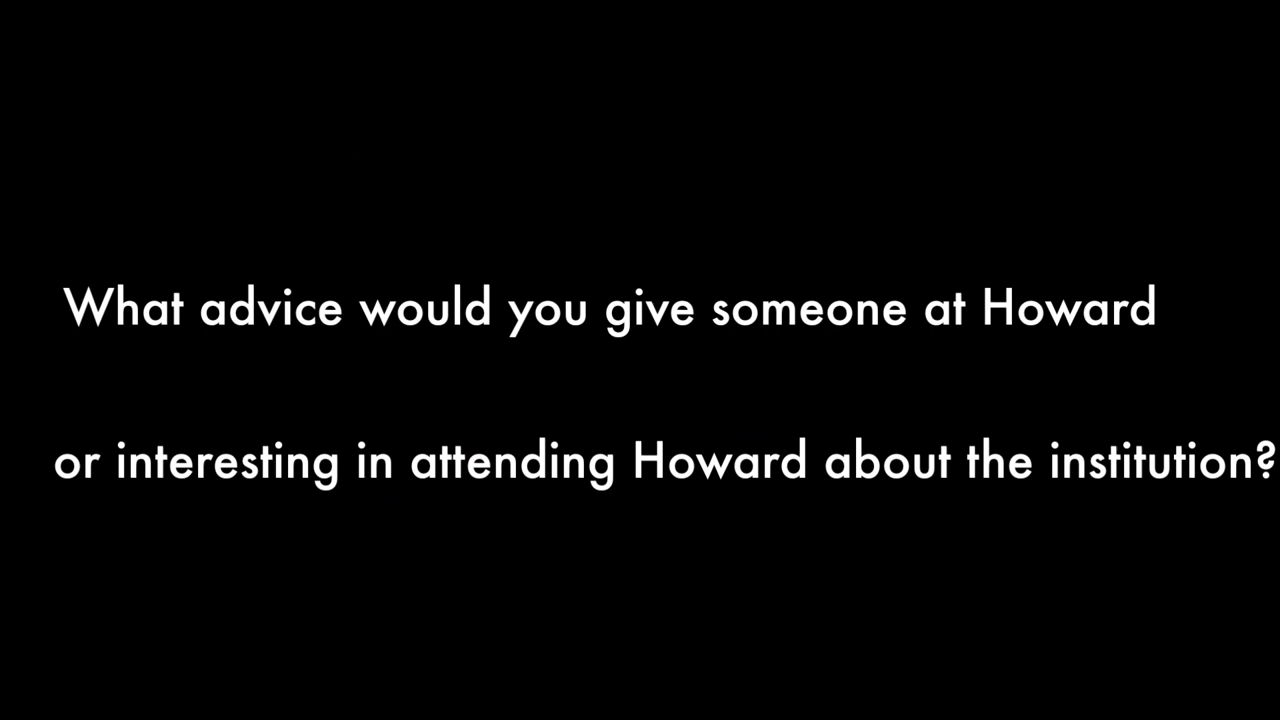 What advice would you give someone at Howard
or interesting in attending Howard about the institution?